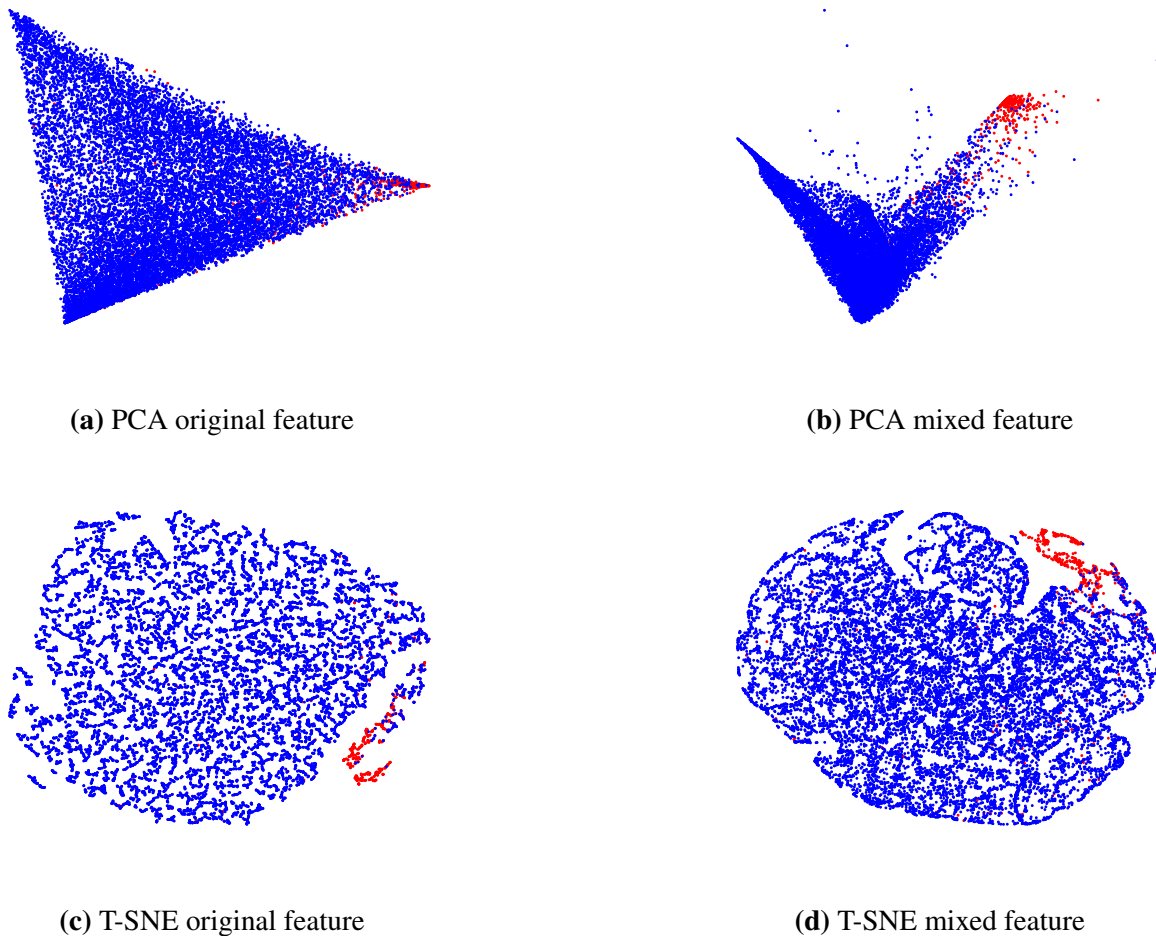 (a) PCA original feature
(b) PCA mixed feature
(c) T-SNE original feature
(d) T-SNE mixed feature